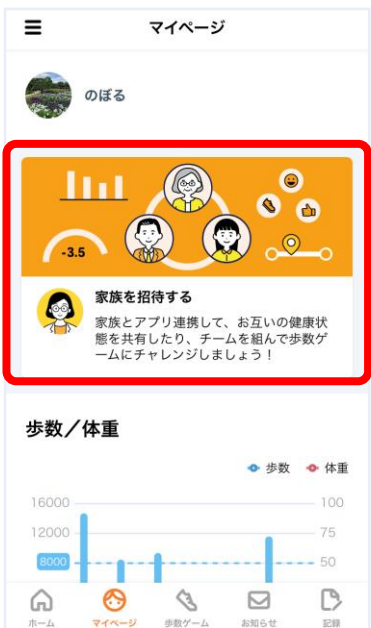 マイページ
のぼる
-3.5
家族を招待する
家族とアプリ連携して、お互いの健康状
態を共有したり、チームを組んで歩数ゲ
ームにチャレンジしましょう！
歩数／体重
歩数 体重
16000 100
12000 75
8000 50
ホーム マイページ 歩数ゲーム お知らせ 記録